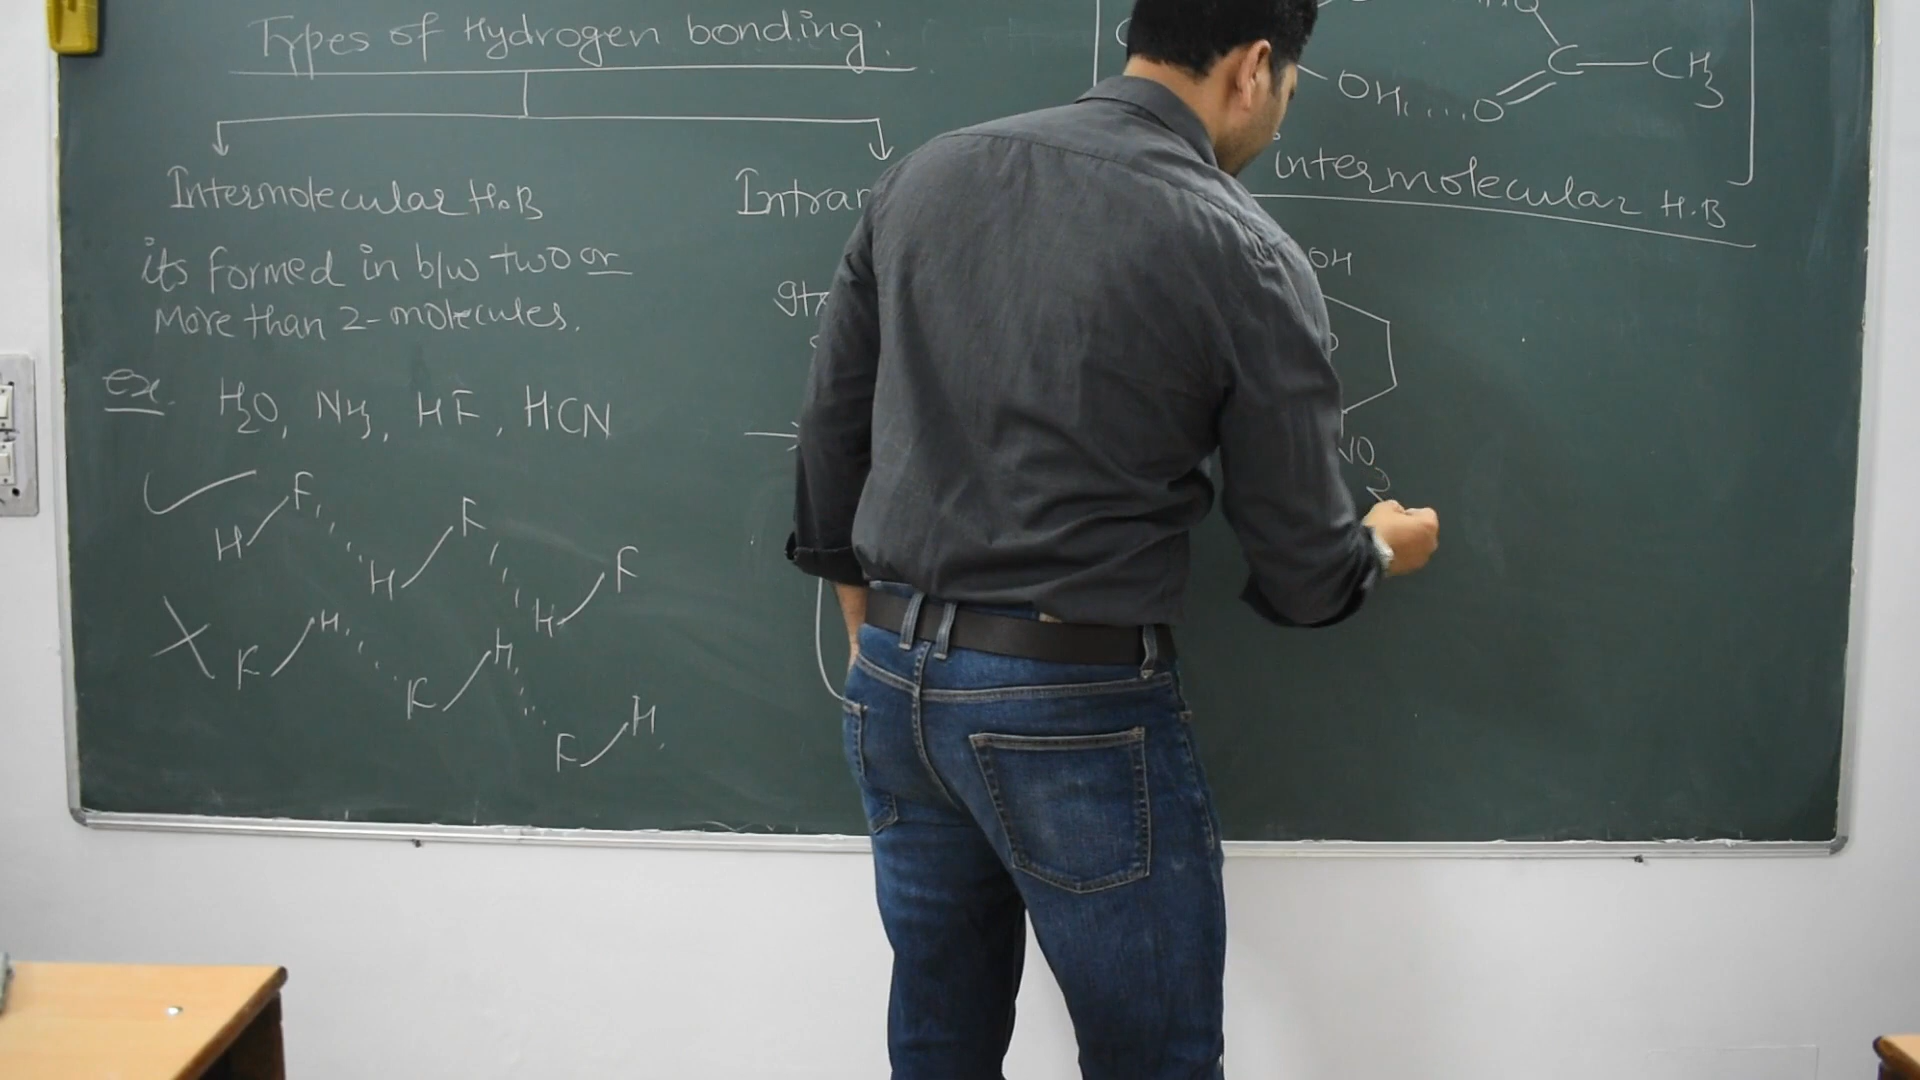 Types of Hydrogen bonding:
Intermolecular H.B
its formed in b/w two or
More than 2-molecules.
ex. H2O, NH3, HF, HCN
F
H
F
H
F
H
H
H
H
F
Intra
C
CH3
OH....O
intermolecular H.B
OH
NO2